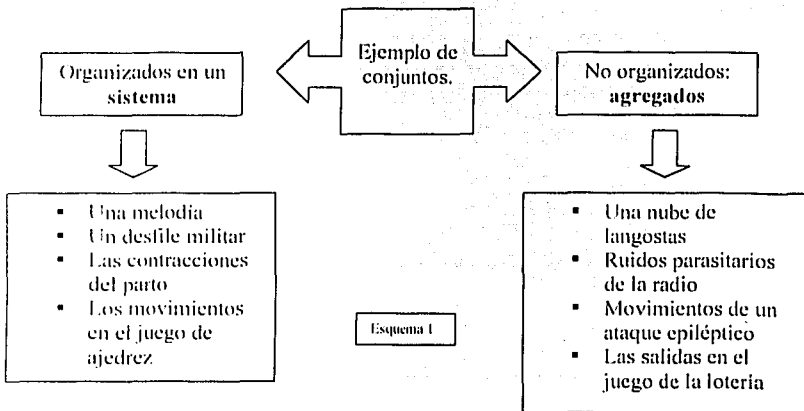 Ejemplo de
conjuntos.
Organizados en un
sistema
No organizados:
agregados
▪ Una melodia
▪ Un desfile militar
▪ Las contracciones
del parto
▪ Los movimientos
en el juego de
ajedrez
Esquema 1
▪ Una nube de
langostas
▪ Ruidos parasitarios
de la radio
▪ Movimientos de un
ataque epiléptico
▪ Las salidas en el
juego de la lotería